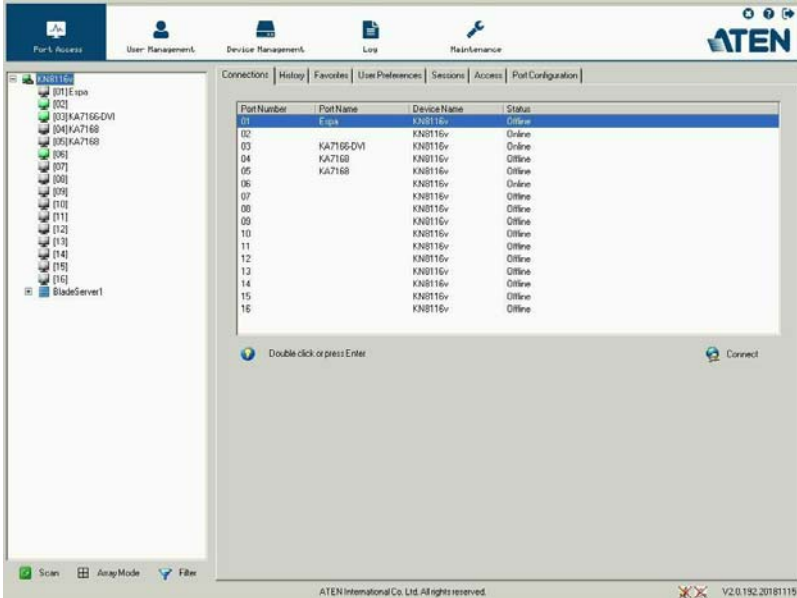 Port Access User Management Device Management Log Maintenance
ATEN
Connections History Favorites User Preferences Sessions Access Port Configuration
KN8116v
[01]Espa
[02]
[03]KA7166-DVI
[04]KA7168
[05]KA7168
[06]
[07]
[08]
[09]
[10]
[11]
[12]
[13]
[14]
[15]
[16]
BladeServer1
Port Number Port Name Device Name Status
01 Espa KN8116v Offline
02 KN8116v Online
03 KA7166-DVI KN8116v Online
04 KA7168 KN8116v Offline
05 KA7168 KN8116v Offline
06 KN8116v Online
07 KN8116v Offline
08 KN8116v Offline
09 KN8116v Offline
10 KN8116v Offline
11 KN8116v Offline
12 KN8116v Offline
13 KN8116v Offline
14 KN8116v Offline
15 KN8116v Offline
16 KN8116v Offline
Double click or press Enter Connect
Scan Array Mode Filter
ATEN International Co. Ltd. All rights reserved. V2.0.192.20181115